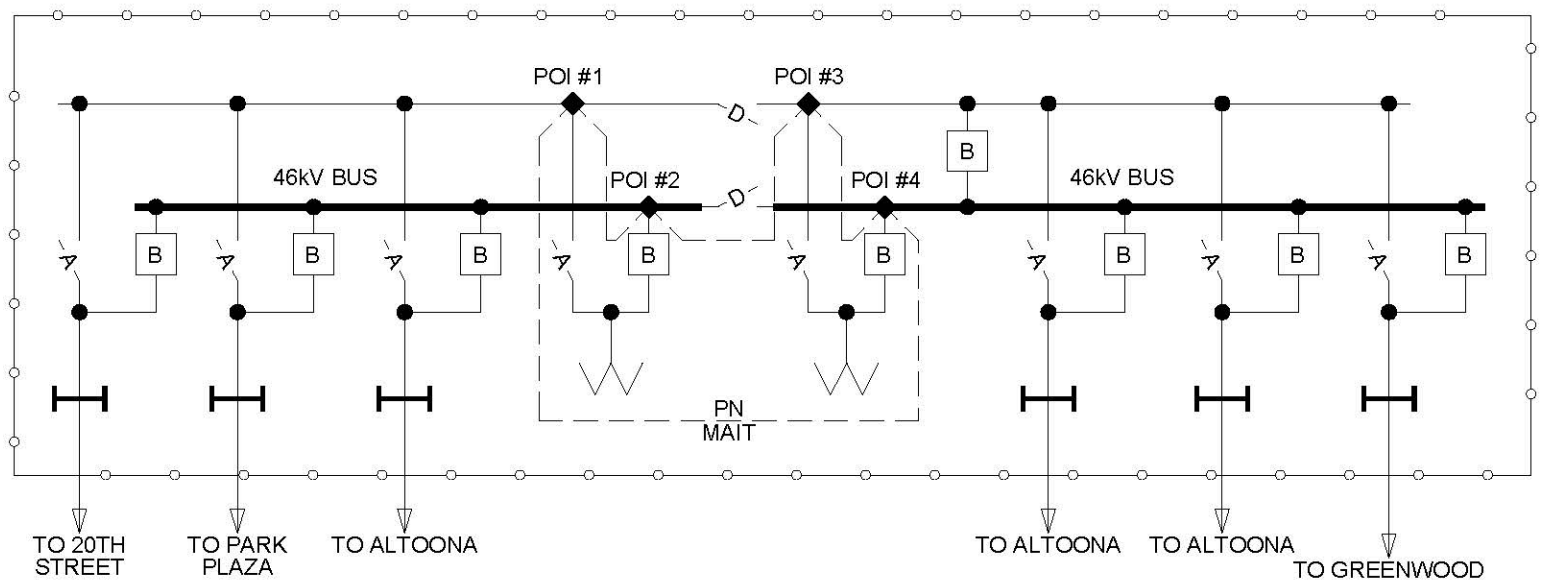 POI #1
POI #3
D
B
46kV BUS
POI #2
D
POI #4
46kV BUS
A
B
A
B
A
B
A
B
A
B
A
B
A
B
A
B
PN
MAIT
TO 20TH
STREET
TO PARK
PLAZA
TO ALTOONA
TO ALTOONA
TO ALTOONA
TO GREENWOOD